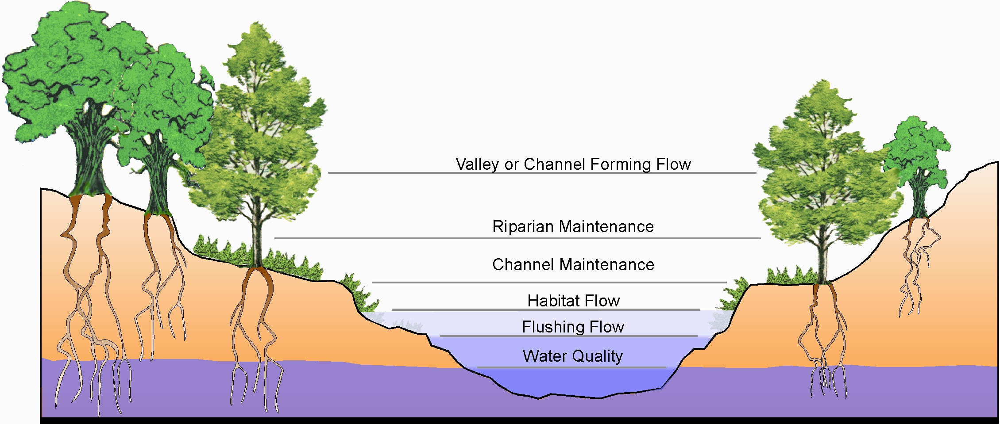 Valley or Channel Forming Flow
Riparian Maintenance
Channel Maintenance
Habitat Flow
Flushing Flow
Water Quality